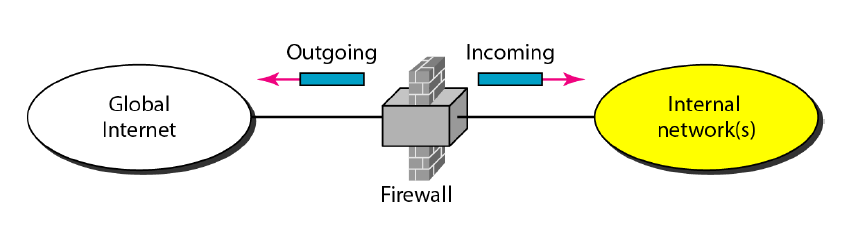 Outgoing
Incoming
Global
Internet
Internal
network(s)
Firewall